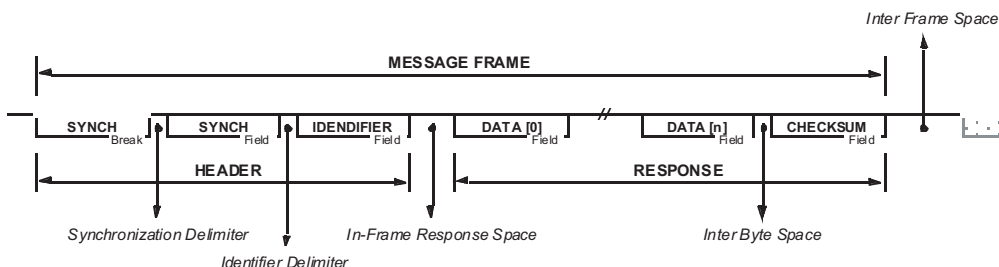 Inter Frame Space
MESSAGE FRAME
SYNCH Break
SYNCH Field
IDENDIFIER Field
DATA [0] Field
DATA [n] Field
CHECKSUM Field
HEADER
RESPONSE
Synchronization Delimiter
In-Frame Response Space
Inter Byte Space
Identifier Delimiter